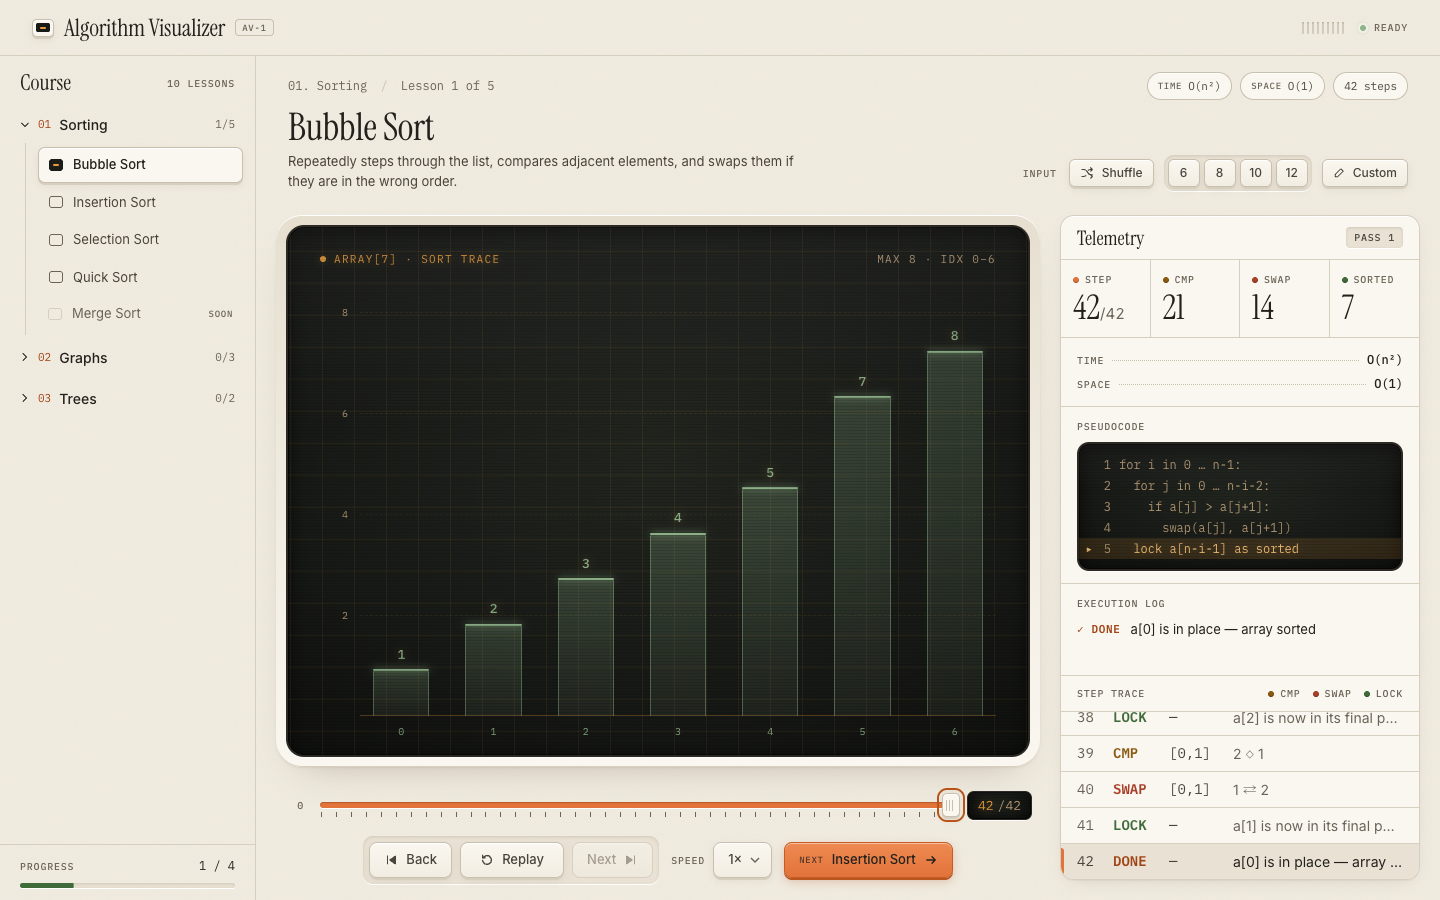 Algorithm Visualizer AV-1
READY
Course 10 LESSONS
01 Sorting 1/5
Bubble Sort
Insertion Sort
Selection Sort
Quick Sort
Merge Sort SOON
02 Graphs 0/3
03 Trees 0/2
PROGRESS 1 / 4
01. Sorting / Lesson 1 of 5
TIME O(n²) SPACE O(1) 42 steps
Bubble Sort
Repeatedly steps through the list, compares adjacent elements, and swaps them if
they are in the wrong order.
INPUT Shuffle 6 8 10 12 Custom
ARRAY[7] · SORT TRACE MAX 8 · IDX 0–6
8
6
4
2
1 2 3 4 5 7 8
0 1 2 3 4 5 6
0 42 /42
Back Replay Next SPEED 1× NEXT Insertion Sort →
Telemetry PASS 1
STEP CMP SWAP SORTED
42/42 21 14 7
TIME O(n²)
SPACE O(1)
PSEUDOCODE
1 for i in 0 … n-1:
2 for j in 0 … n-i-2:
3 if a[j] > a[j+1]:
4 swap(a[j], a[j+1])
▸ 5 lock a[n-i-1] as sorted
EXECUTION LOG
✓ DONE a[0] is in place — array sorted
STEP TRACE CMP SWAP LOCK
38 LOCK — a[2] is now in its final p...
39 CMP [0,1] 2 ◇ 1
40 SWAP [0,1] 1 ⇄ 2
41 LOCK — a[1] is now in its final p...
42 DONE — a[0] is in place — array ...